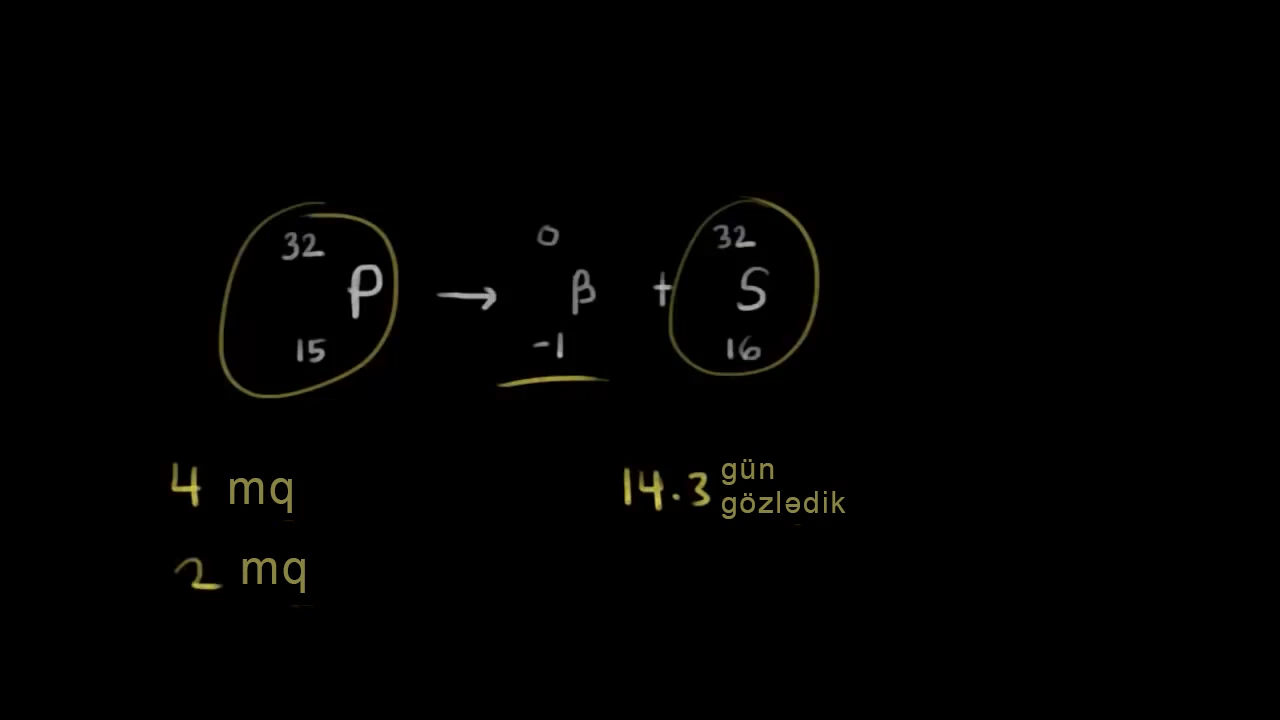 32 0 32
P → β + S
15 -1 16
4 mq 14.3 gün gözlədik
2 mq